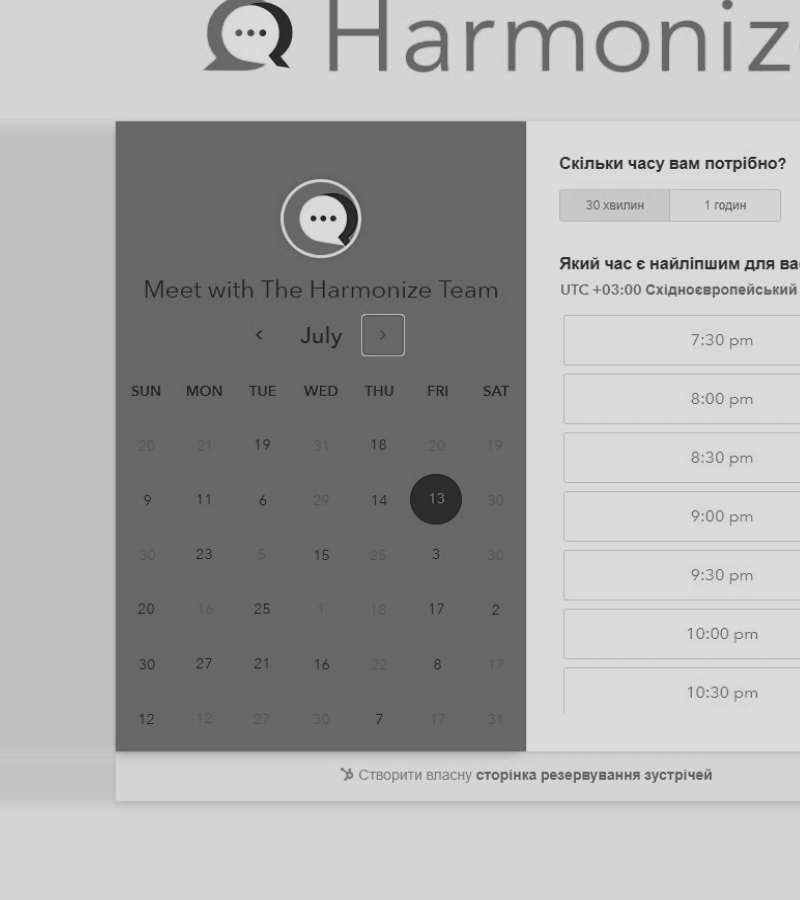 Harmoniz
Meet with The Harmonize Team
July
SUN MON TUE WED THU FRI SAT
20 21 19 31 18 20 19
9 11 6 29 14 13 30
30 23 5 15 25 3 30
20 16 25 1 18 17 2
30 27 21 16 22 8 17
12 12 27 30 7 17 31
Скільки часу вам потрібно?
30 хвилин 1 годин
Який час є найліпшим для ва
UTC +03:00 Східноєвропейський
7:30 pm
8:00 pm
8:30 pm
9:00 pm
9:30 pm
10:00 pm
10:30 pm
Створити власну сторінка резервування зустрічей